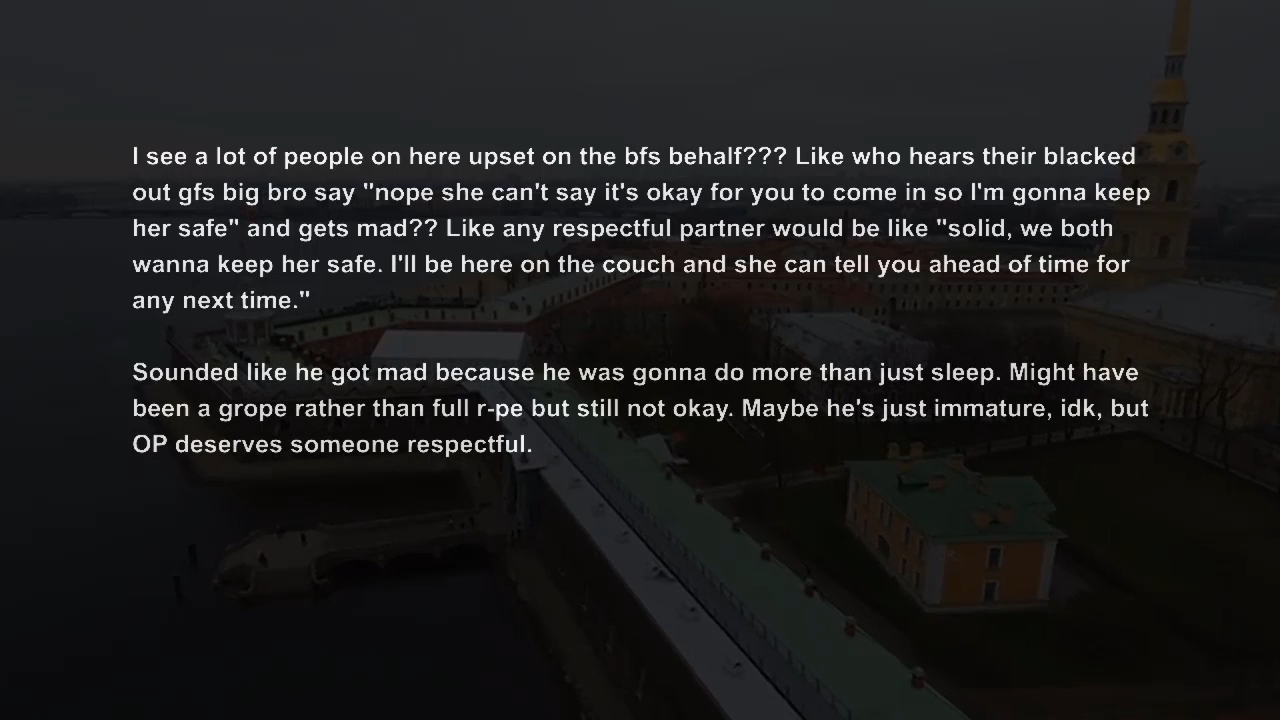 I see a lot of people on here upset on the bfs behalf??? Like who hears their blacked
out gfs big bro say "nope she can't say it's okay for you to come in so I'm gonna keep
her safe" and gets mad?? Like any respectful partner would be like "solid, we both
wanna keep her safe. I'll be here on the couch and she can tell you ahead of time for
any next time."
Sounded like he got mad because he was gonna do more than just sleep. Might have
been a grope rather than full r-pe but still not okay. Maybe he's just immature, idk, but
OP deserves someone respectful.